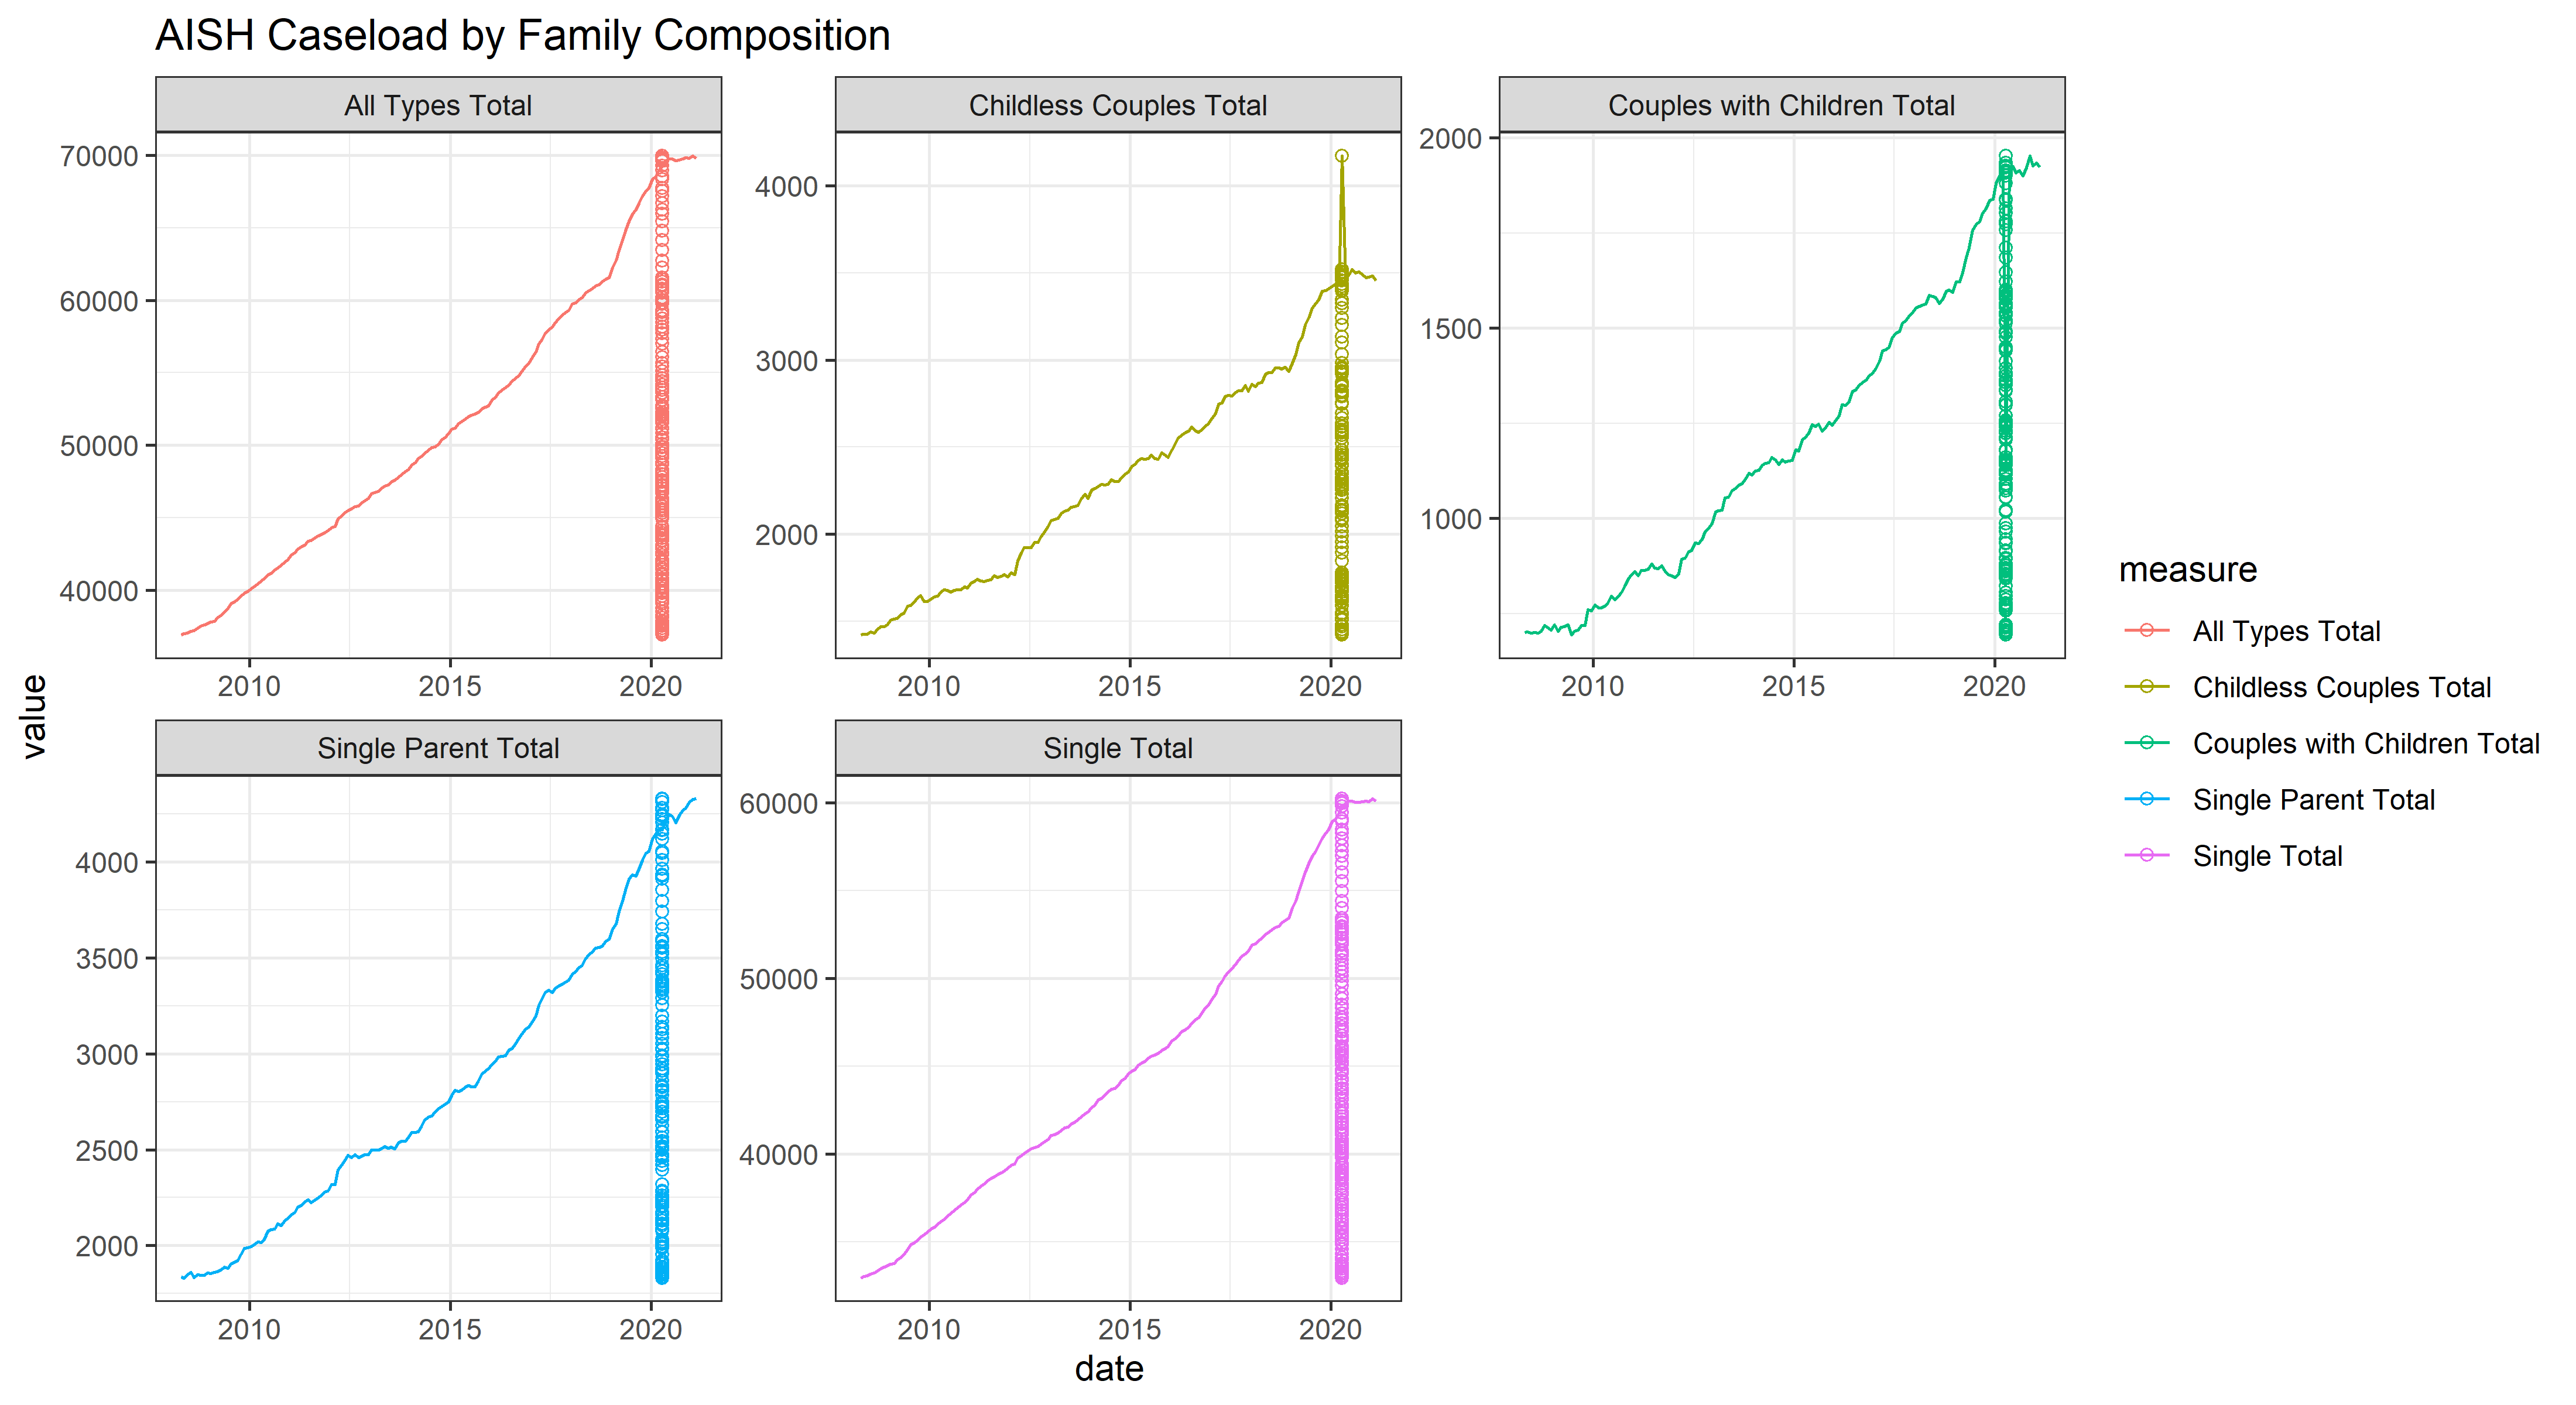 AISH Caseload by Family Composition
All Types Total
Childless Couples Total
Couples with Children Total
70000
60000
50000
40000
4000
3000
2000
2000
1500
1000
2010 2015 2020
2010 2015 2020
2010 2015 2020
value
Single Parent Total
Single Total
4000
3500
3000
2500
2000
60000
50000
40000
2010 2015 2020
2010 2015 2020
date
measure
All Types Total
Childless Couples Total
Couples with Children Total
Single Parent Total
Single Total